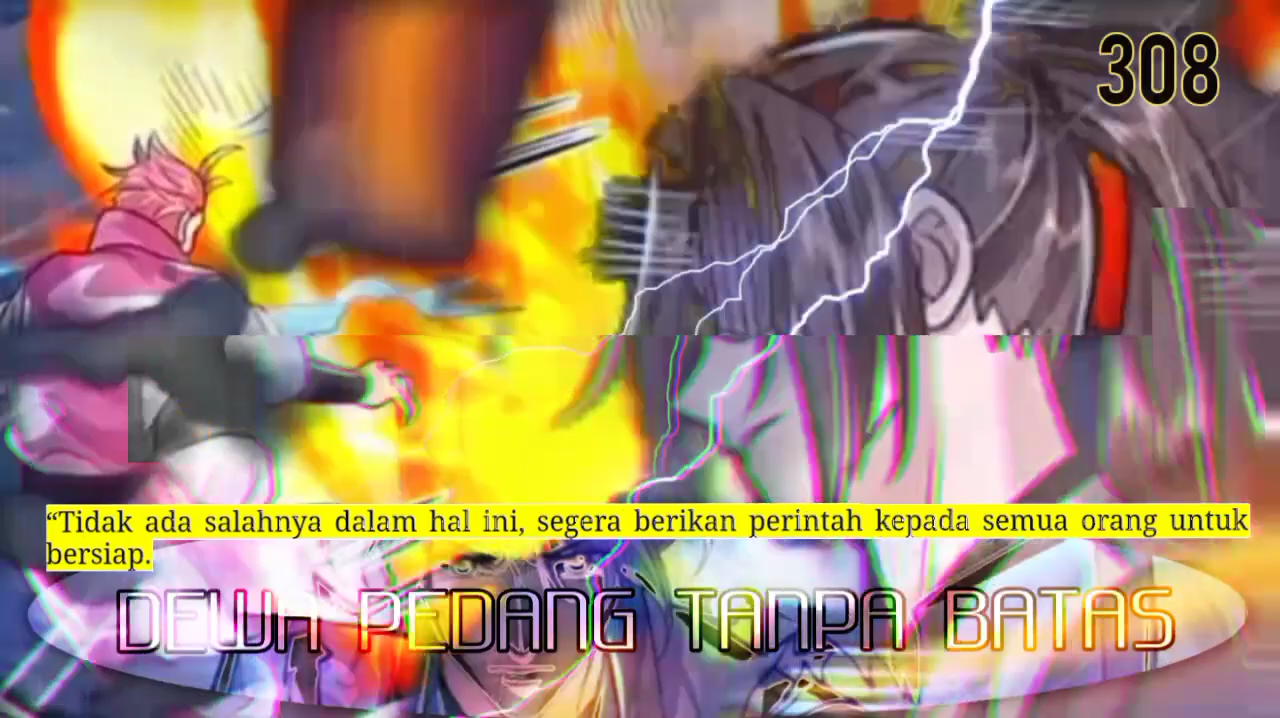 308
“Tidak ada salahnya dalam hal ini, segera berikan perintah kepada semua orang untuk
bersiap.
DEWA PEDANG TANPA BATAS